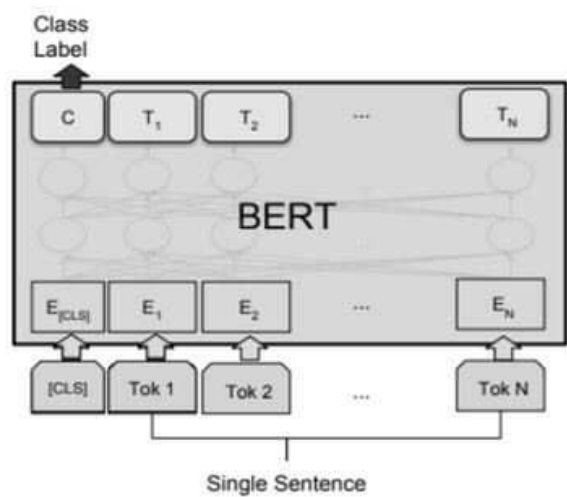 Class
Label
C T1 T2 ... TN
BERT
E[CLS] E1 E2 ... EN
[CLS] Tok 1 Tok 2 ... Tok N
Single Sentence